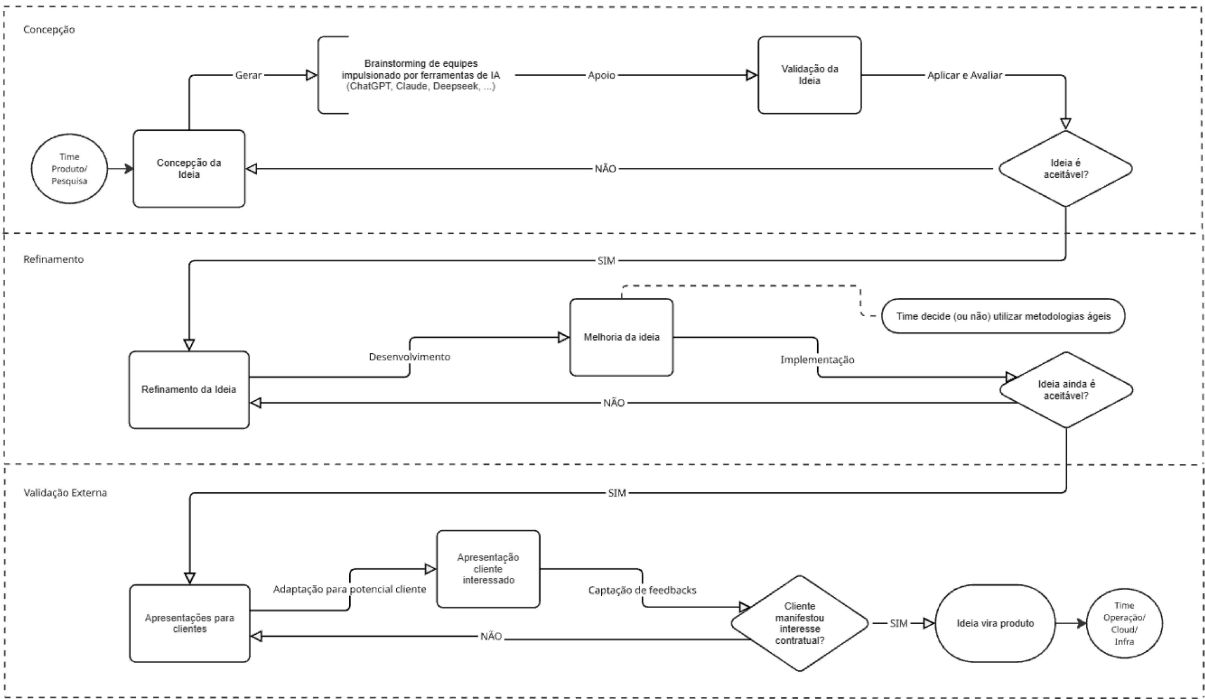 Concepção
Gerar
Brainstorming de equipes
impulsionado por ferramentas de IA
(ChatGPT, Claude, Deepseek, ...)
Apoio
Validação da
Ideia
Aplicar e Avaliar
Time
Produto/
Pesquisa
Concepção da
Ideia
NÃO
Ideia é
aceitável?
Refinamento
SIM
Time decide (ou não) utilizar metodologias ágeis
Melhoria da ideia
Desenvolvimento
Implementação
Refinamento da Ideia
NÃO
Ideia ainda é
aceitável?
Validação Externa
SIM
Apresentação
cliente
interessado
Adaptação para potencial cliente
Captação de feedbacks
Apresentações para
clientes
NÃO
Cliente
manifestou
interesse
contratual?
SIM
Ideia vira produto
Time
Operação/
Cloud/
Infra